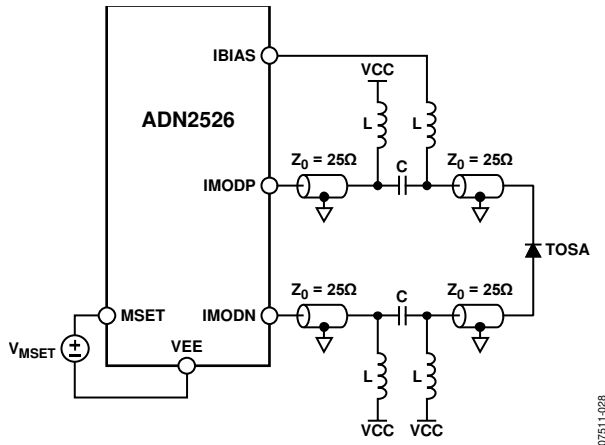 IBIAS
VCC
ADN2526
L
L
Z0 = 25Ω
C
Z0 = 25Ω
IMODP
TOSA
Z0 = 25Ω
C
Z0 = 25Ω
MSET
IMODN
VMSET
VEE
L
L
VCC
VCC
07511-028